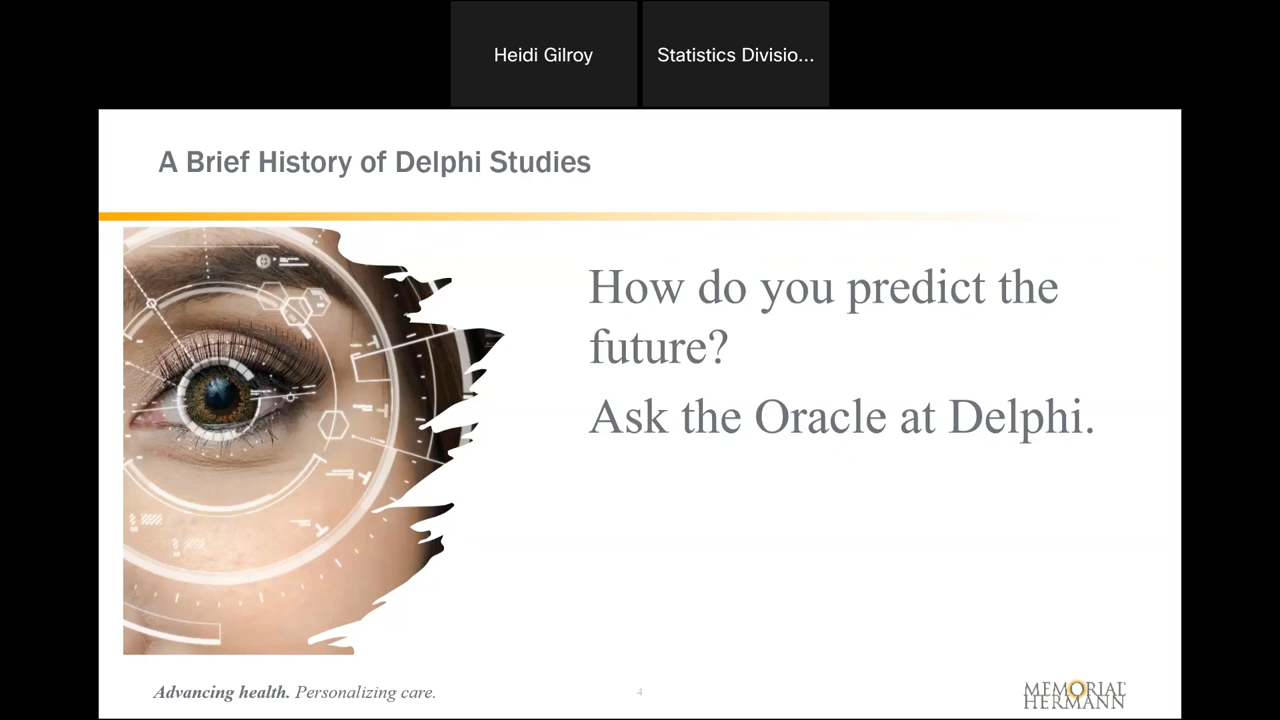 Heidi Gilroy
Statistics Divisio...
A Brief History of Delphi Studies
How do you predict the
future?
Ask the Oracle at Delphi.
Advancing health. Personalizing care.
4
MEMORIAL
HERMANN